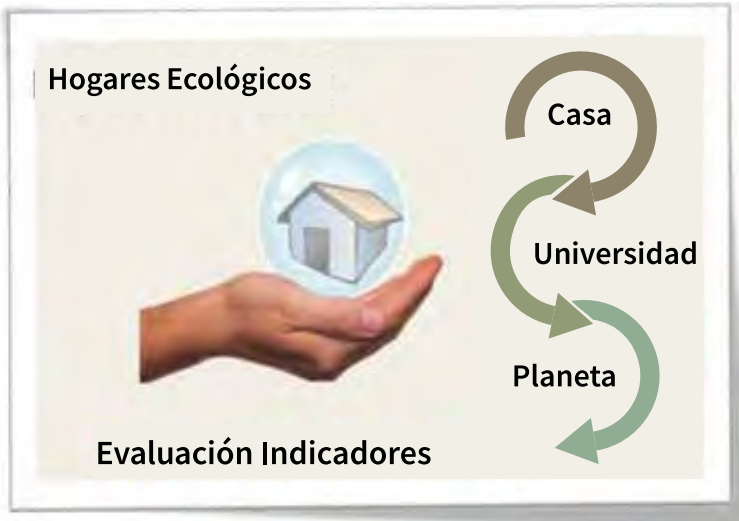 Hogares Ecológicos
Casa
Universidad
Planeta
Evaluación Indicadores